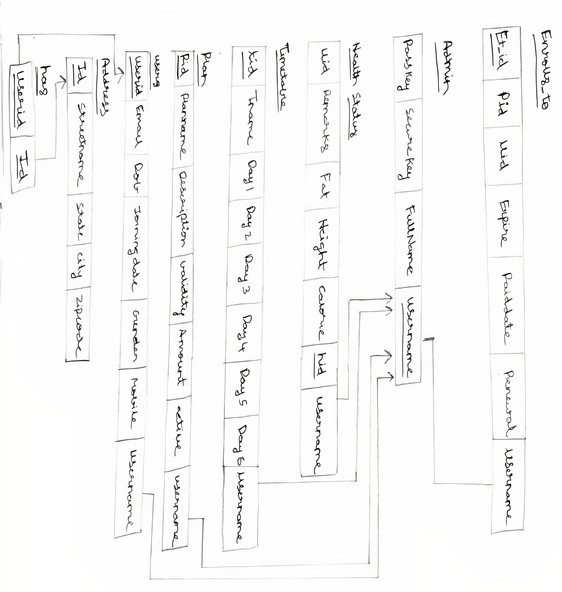 Enrolls_to
Et_id Pid Uid Expire Paiddate Renewal Username
Admin
PassKey SecureKey FullName Username
Health Status
Uid Remarks Fat Height Calorie hid Username
Timetable
tid Tname Day1 Day2 Day3 Day4 Day5 Day6 Username
Plan
Pid Planname Description Validity Amount active Username
users
userid Email Dob Joiningdate Gender Mobile Username
Address
Id Streetname State City Zipcode
has
Userid Id